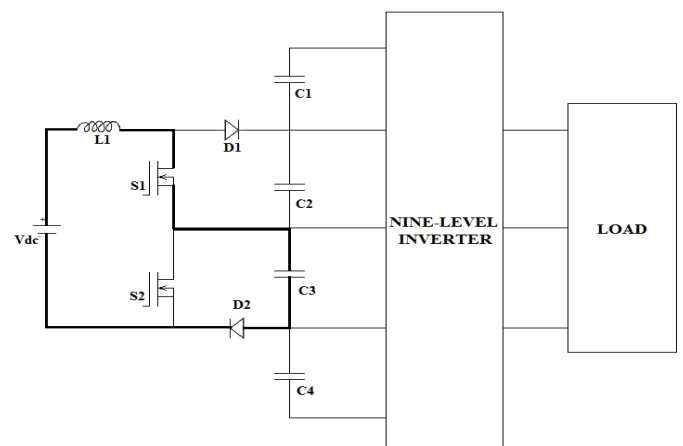 C1
L1
D1
S1
C2
+
Vdc
-
NINE-LEVEL
INVERTER
LOAD
S2
D2
C3
C4